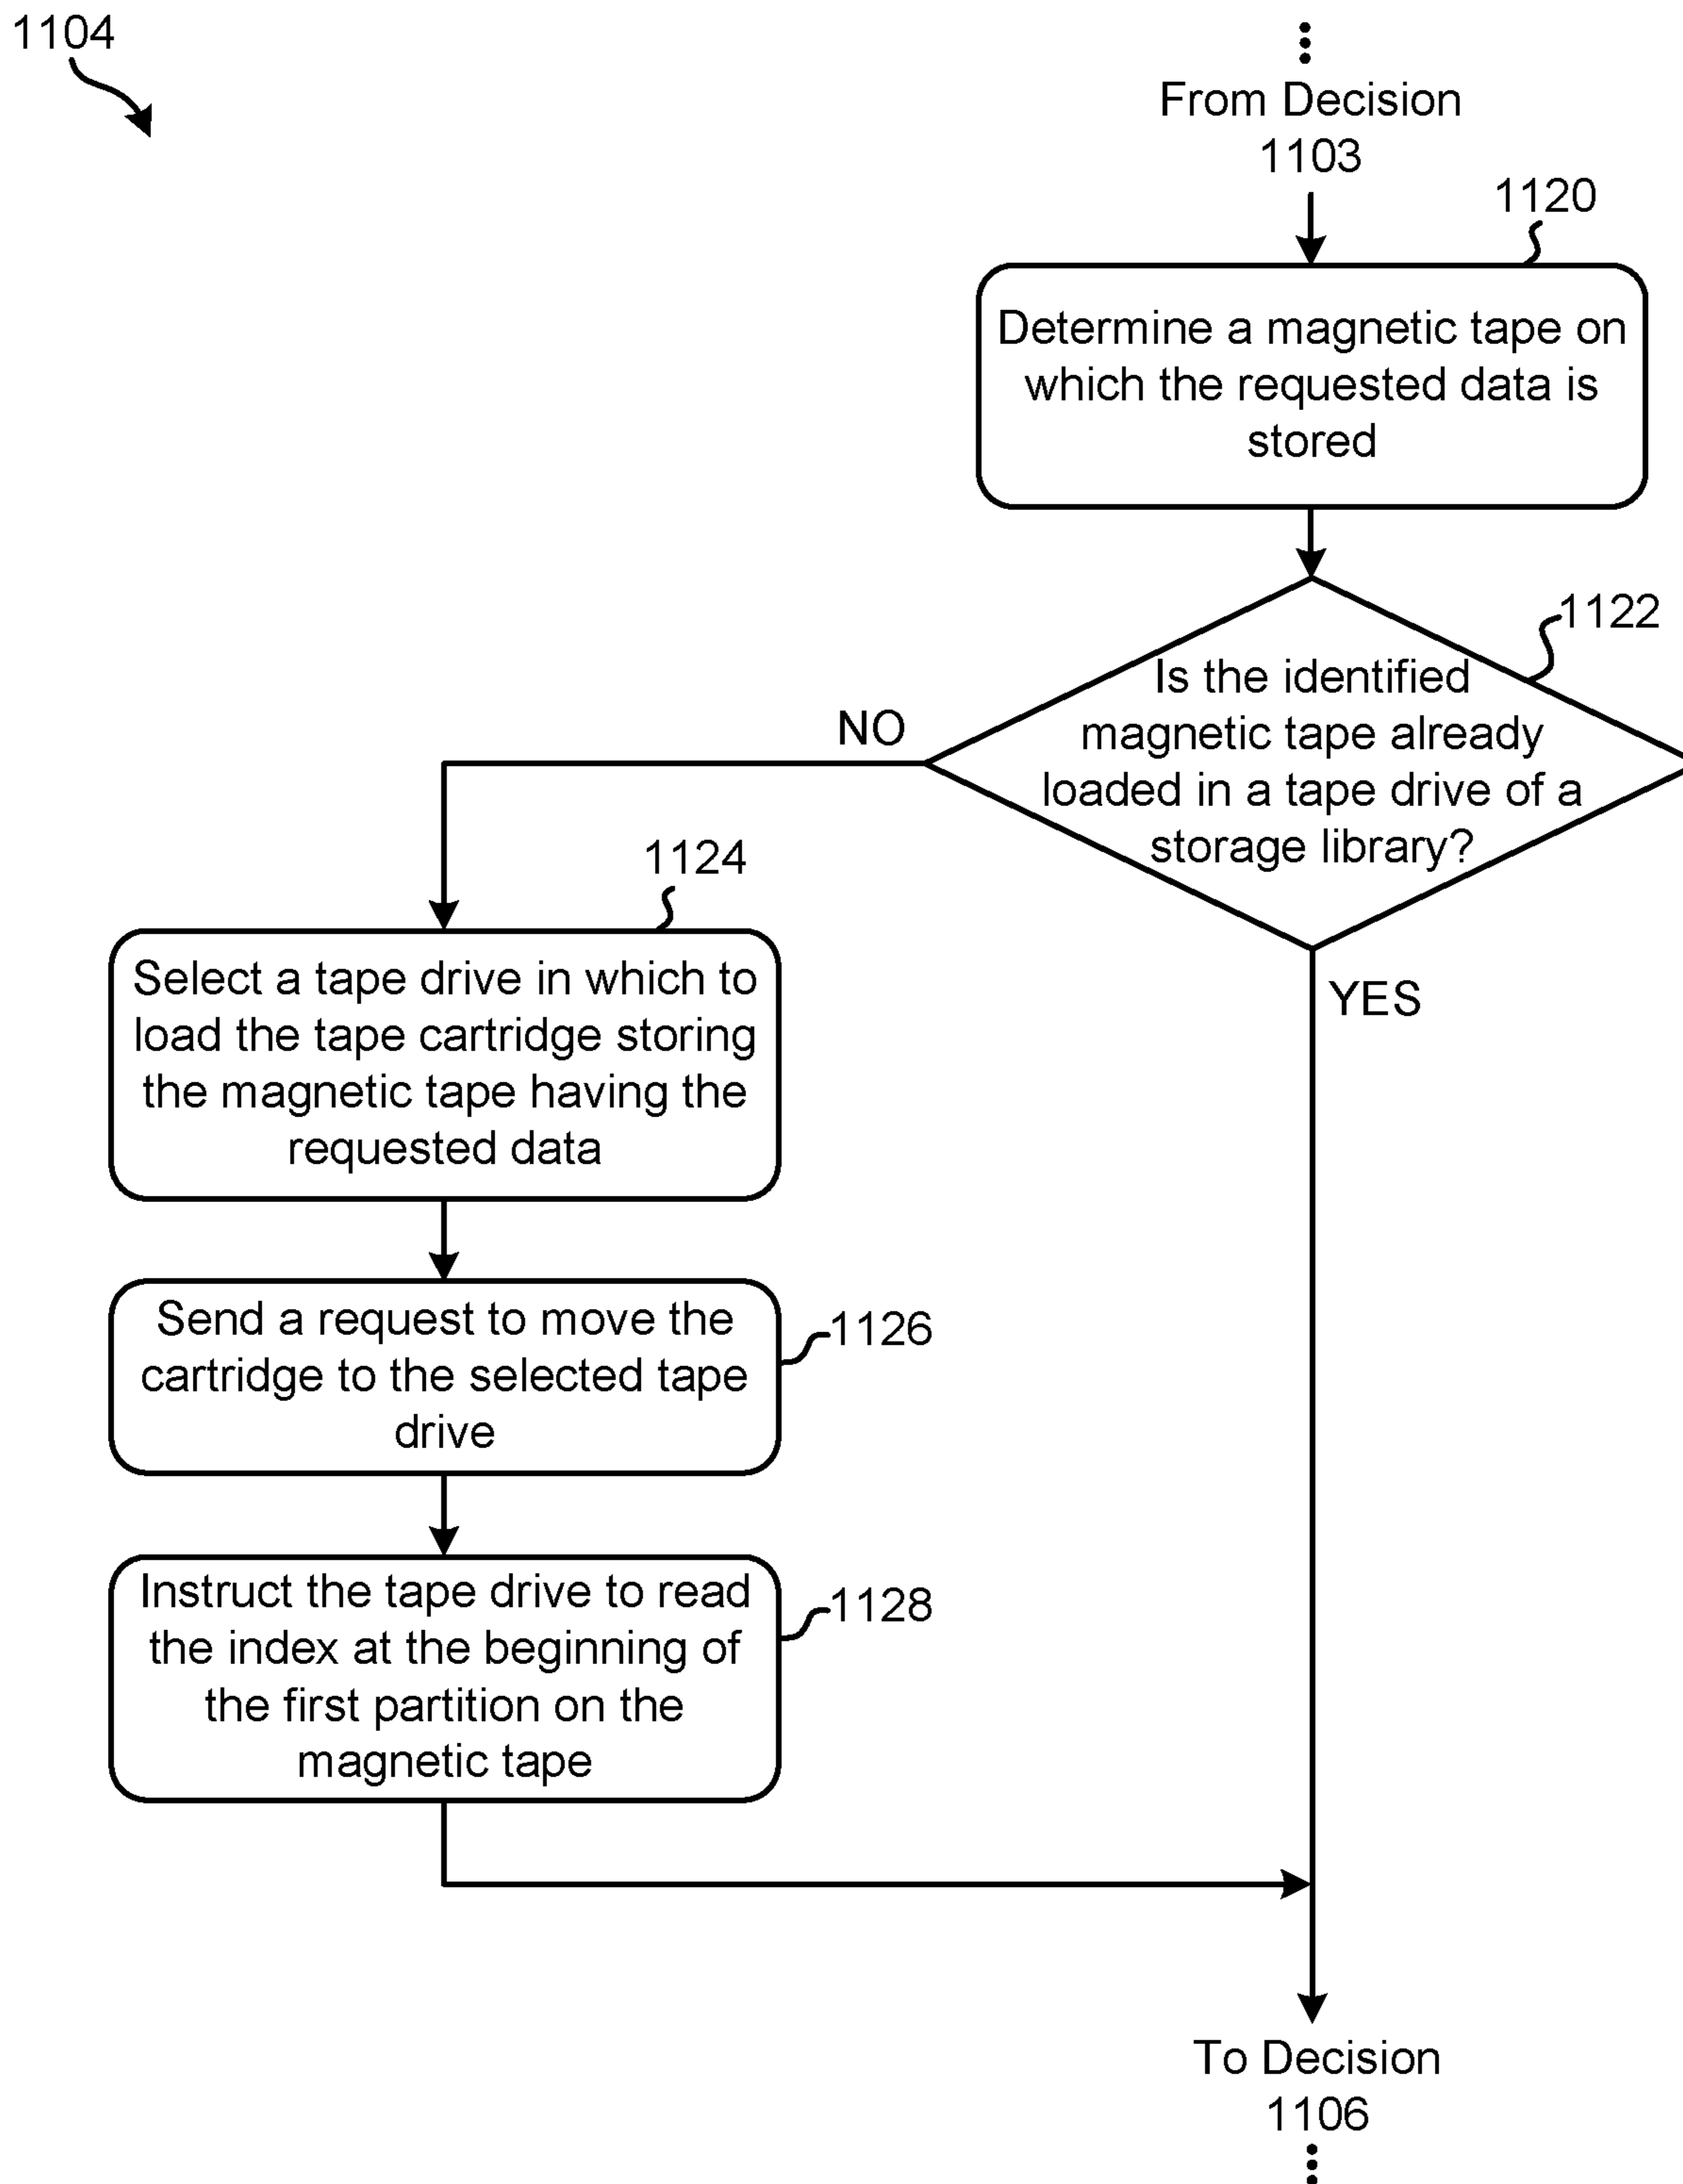 1104
From Decision
1103
1120
Determine a magnetic tape on
which the requested data is
stored
1122
Is the identified
magnetic tape already
loaded in a tape drive of a
storage library?
NO
YES
1124
Select a tape drive in which to
load the tape cartridge storing
the magnetic tape having the
requested data
Send a request to move the
cartridge to the selected tape
drive
1126
Instruct the tape drive to read
the index at the beginning of
the first partition on the
magnetic tape
1128
To Decision
1106